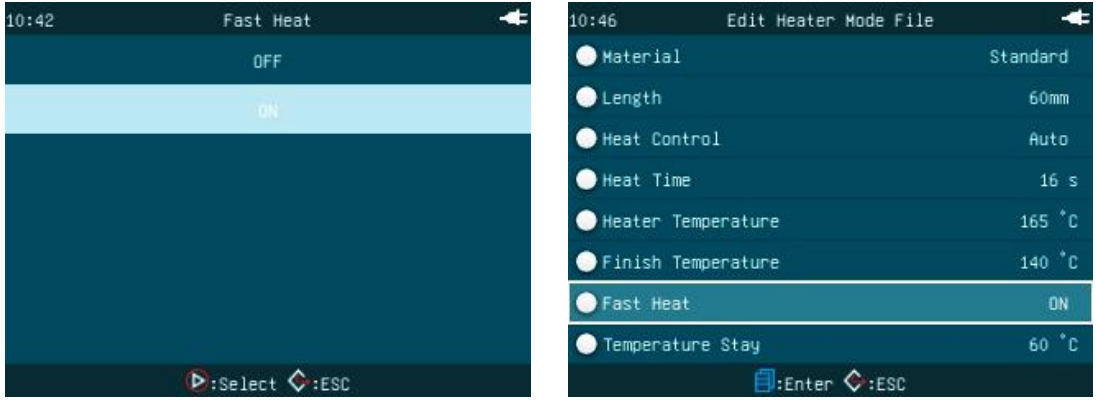 10:42 Fast Heat
OFF
ON
:Select :ESC
10:46 Edit Heater Mode File
Material Standard
Length 60mm
Heat Control Auto
Heat Time 16 s
Heater Temperature 165 °C
Finish Temperature 140 °C
Fast Heat ON
Temperature Stay 60 °C
:Enter :ESC